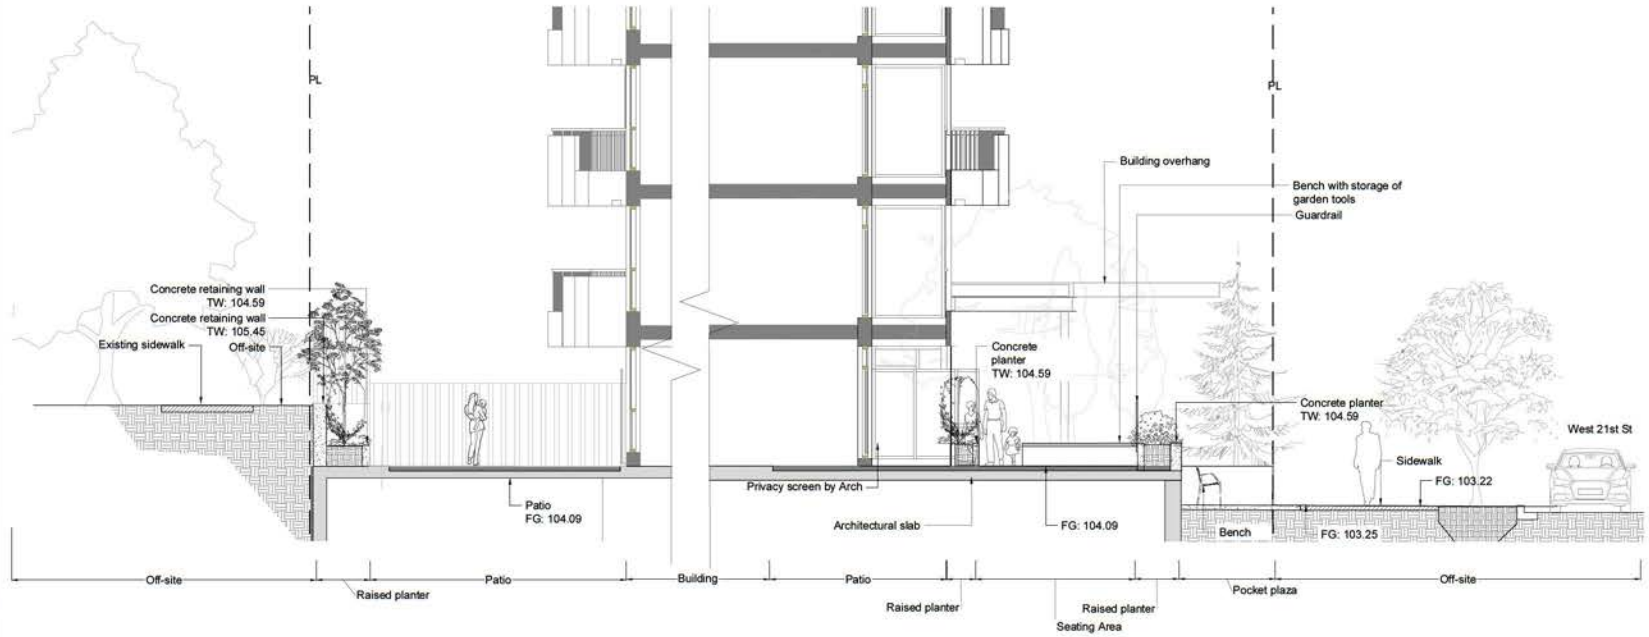 PL
PL
Building overhang
Bench with storage of
garden tools
Guardrail
Concrete retaining wall
TW: 104.59
Concrete retaining wall
TW: 105.45
Existing sidewalk
Off-site
Concrete
planter
TW: 104.59
Concrete planter
TW: 104.59
West 21st St
Sidewalk
FG: 103.22
Privacy screen by Arch
Patio
FG: 104.09
Architectural slab
FG: 104.09
Bench
FG: 103.25
Off-site
Patio
Building
Patio
Off-site
Raised planter
Raised planter
Seating Area
Raised planter
Pocket plaza